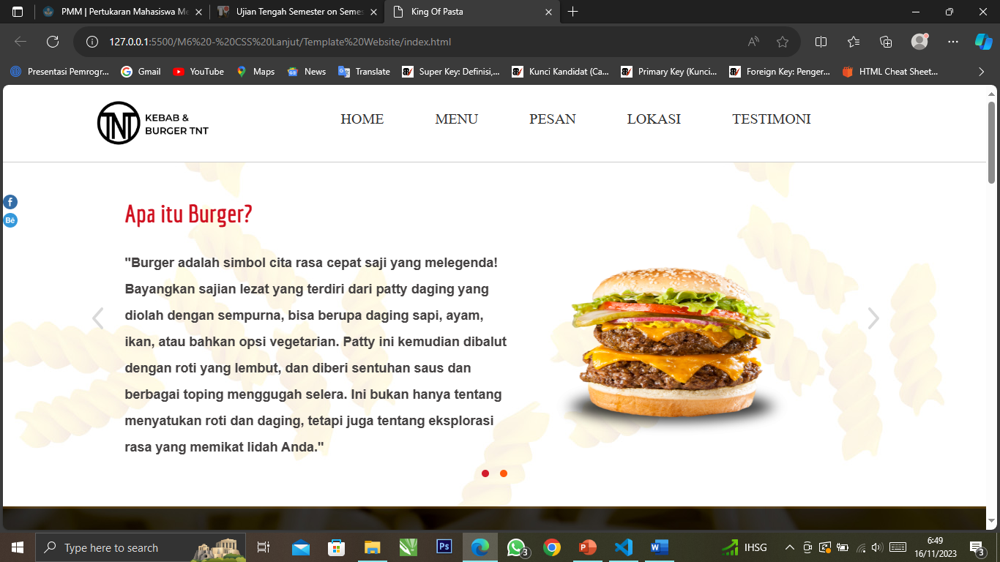 PMM | Pertukaran Mahasiswa Me
Ujian Tengah Semester on Semes
King Of Pasta
127.0.0.1:5500/M6%20-%20CSS%20Lanjut/Template%20Website/index.html
Presentasi Pemrogr...
Gmail
YouTube
Maps
News
Translate
Super Key: Definisi,...
Kunci Kandidat (Ca...
Primary Key (Kunci...
Foreign Key: Penger...
HTML Cheat Sheet...
TNT
KEBAB &
BURGER TNT
HOME
MENU
PESAN
LOKASI
TESTIMONI
Apa itu Burger?
"Burger adalah simbol cita rasa cepat saji yang melegenda!
Bayangkan sajian lezat yang terdiri dari patty daging yang
diolah dengan sempurna, bisa berupa daging sapi, ayam,
ikan, atau bahkan opsi vegetarian. Patty ini kemudian dibalut
dengan roti yang lembut, dan diberi sentuhan saus dan
berbagai toping menggugah selera. Ini bukan hanya tentang
menyatukan roti dan daging, tetapi juga tentang eksplorasi
rasa yang memikat lidah Anda."
Type here to search
Ps
3
IHSG
6:49
16/11/2023
3